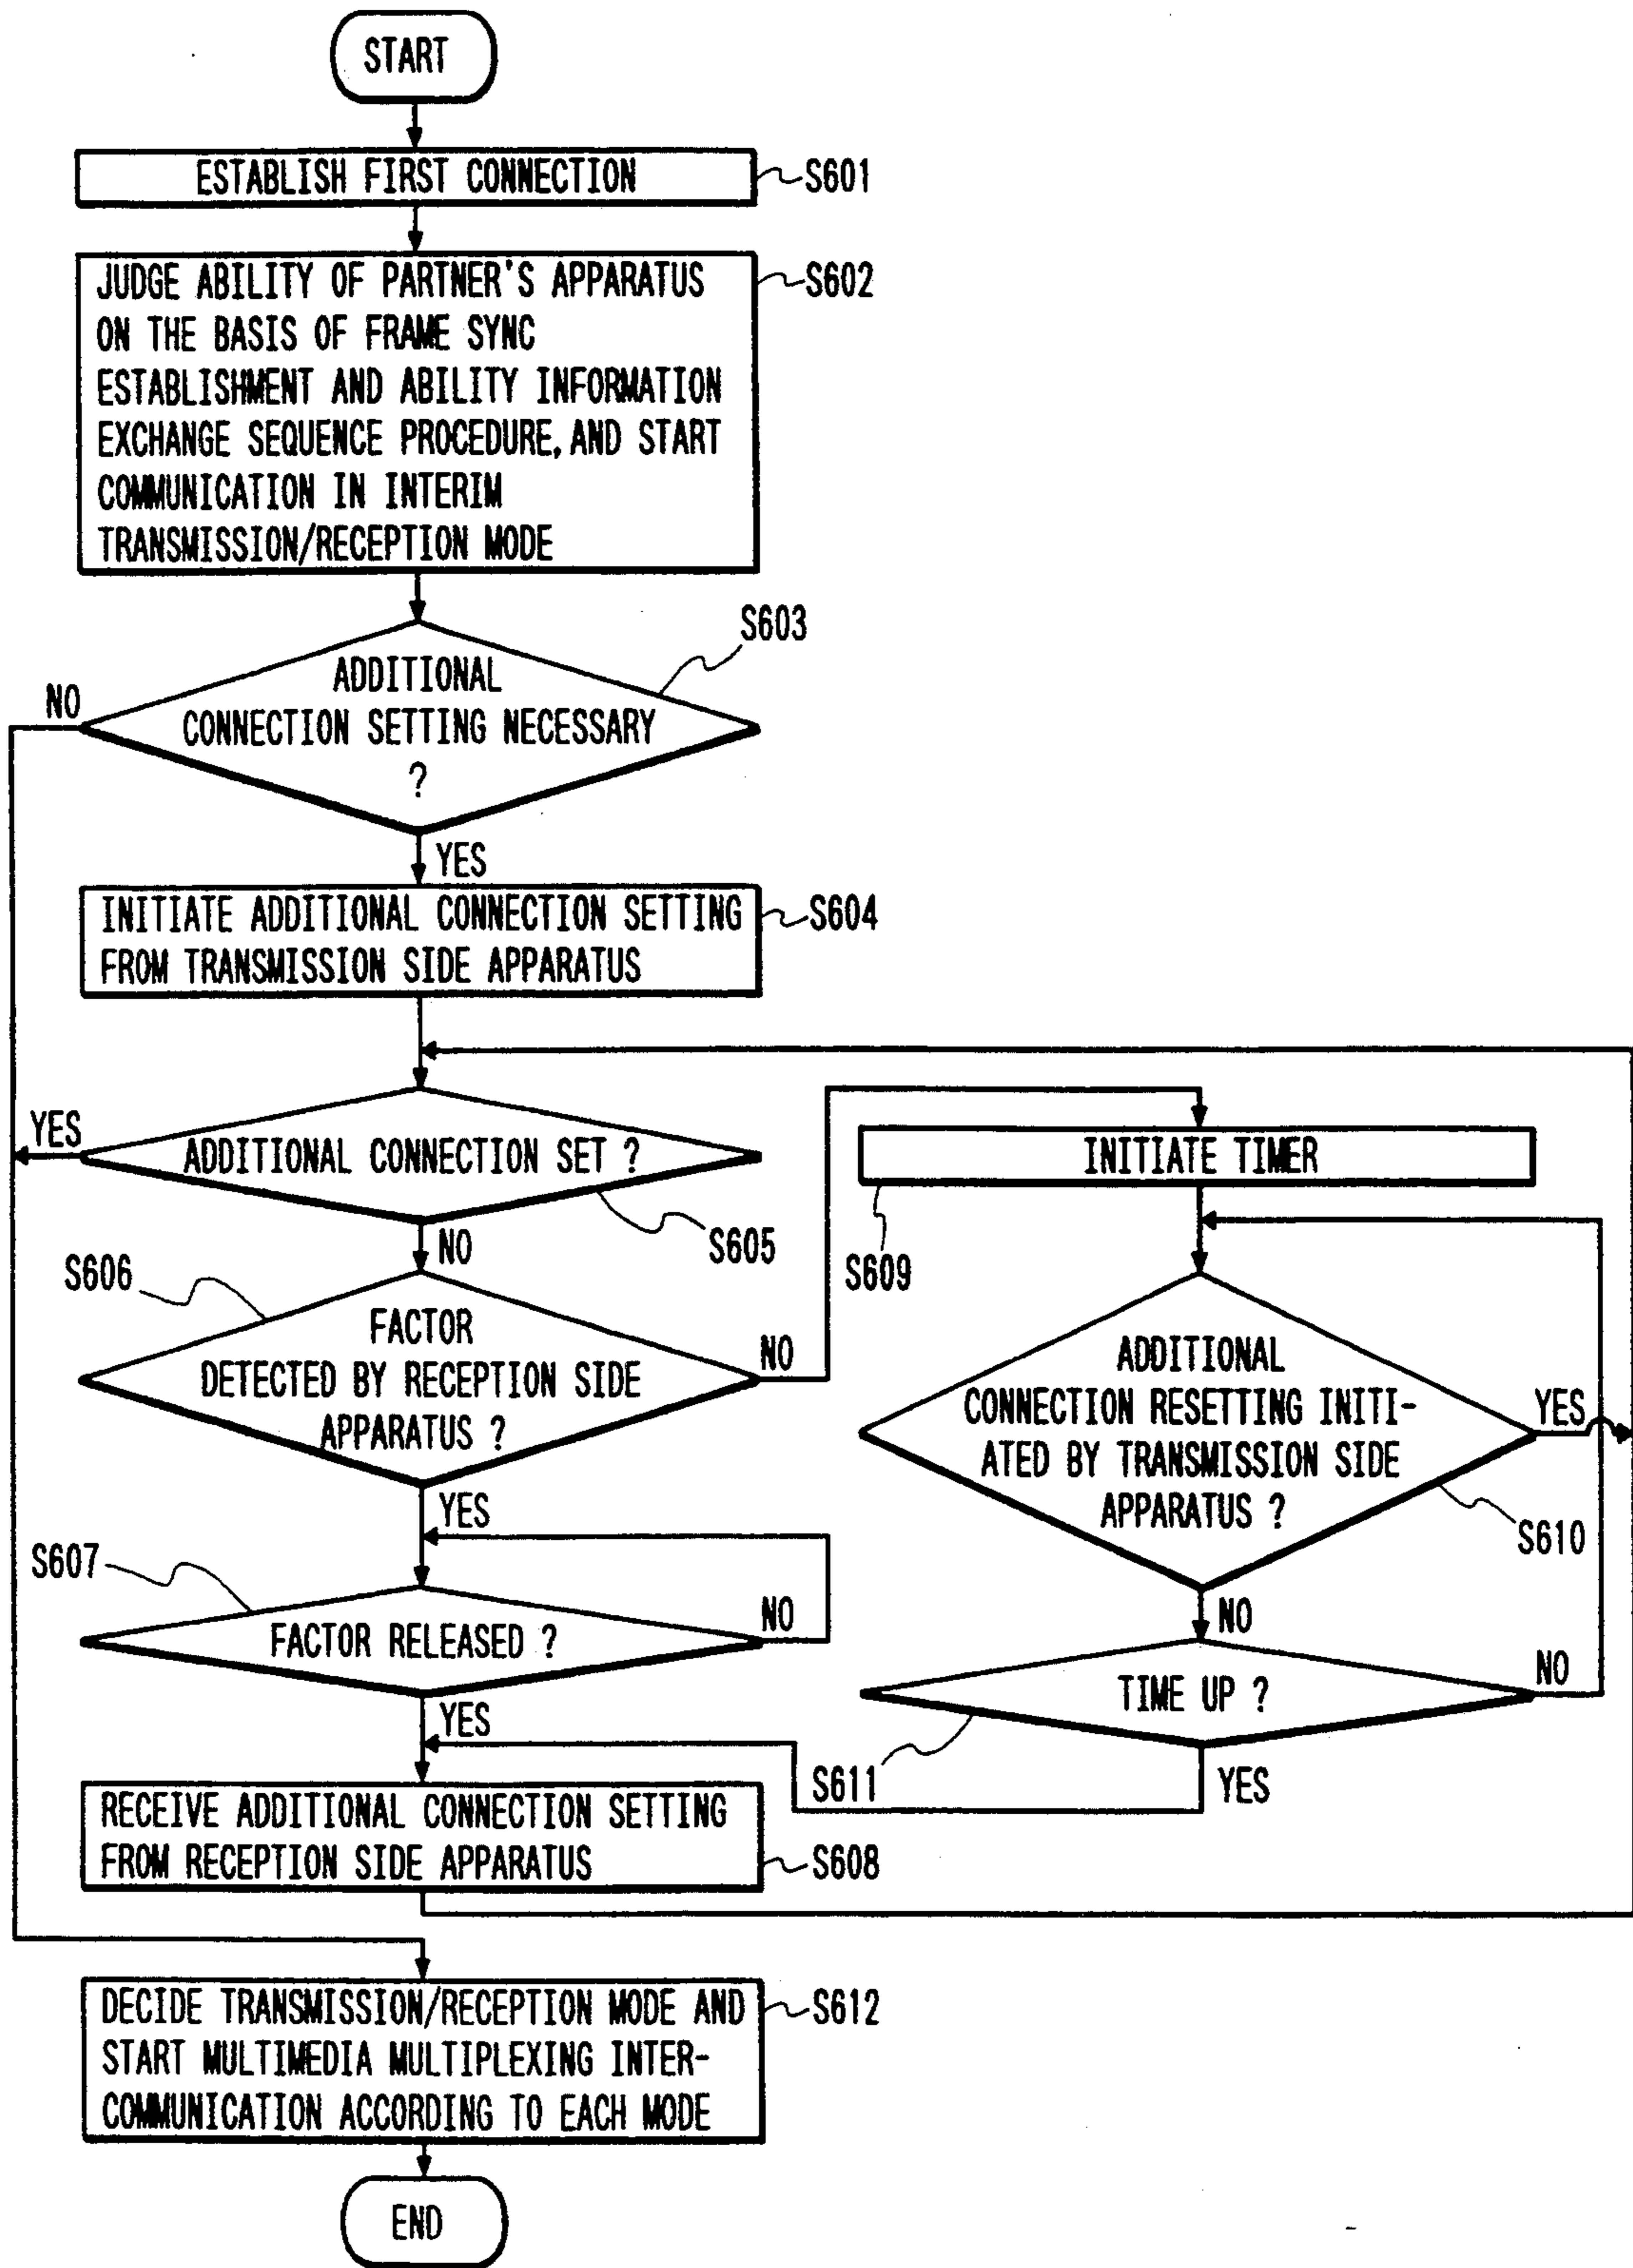 START
ESTABLISH FIRST CONNECTION
S601
JUDGE ABILITY OF PARTNER'S APPARATUS
ON THE BASIS OF FRAME SYNC
ESTABLISHMENT AND ABILITY INFORMATION
EXCHANGE SEQUENCE PROCEDURE, AND START
COMMUNICATION IN INTERIM
TRANSMISSION/RECEPTION MODE
S602
S603
ADDITIONAL
CONNECTION SETTING NECESSARY
?
NO
YES
INITIATE ADDITIONAL CONNECTION SETTING
FROM TRANSMISSION SIDE APPARATUS
S604
YES
ADDITIONAL CONNECTION SET ?
S605
NO
S606
FACTOR
DETECTED BY RECEPTION SIDE
APPARATUS ?
NO
YES
S607
FACTOR RELEASED ?
NO
YES
RECEIVE ADDITIONAL CONNECTION SETTING
FROM RECEPTION SIDE APPARATUS
S608
INITIATE TIMER
S609
ADDITIONAL
CONNECTION RESETTING INITI-
ATED BY TRANSMISSION SIDE
APPARATUS ?
YES
S610
NO
TIME UP ?
NO
S611
YES
DECIDE TRANSMISSION/RECEPTION MODE AND
START MULTIMEDIA MULTIPLEXING INTER-
COMMUNICATION ACCORDING TO EACH MODE
S612
END